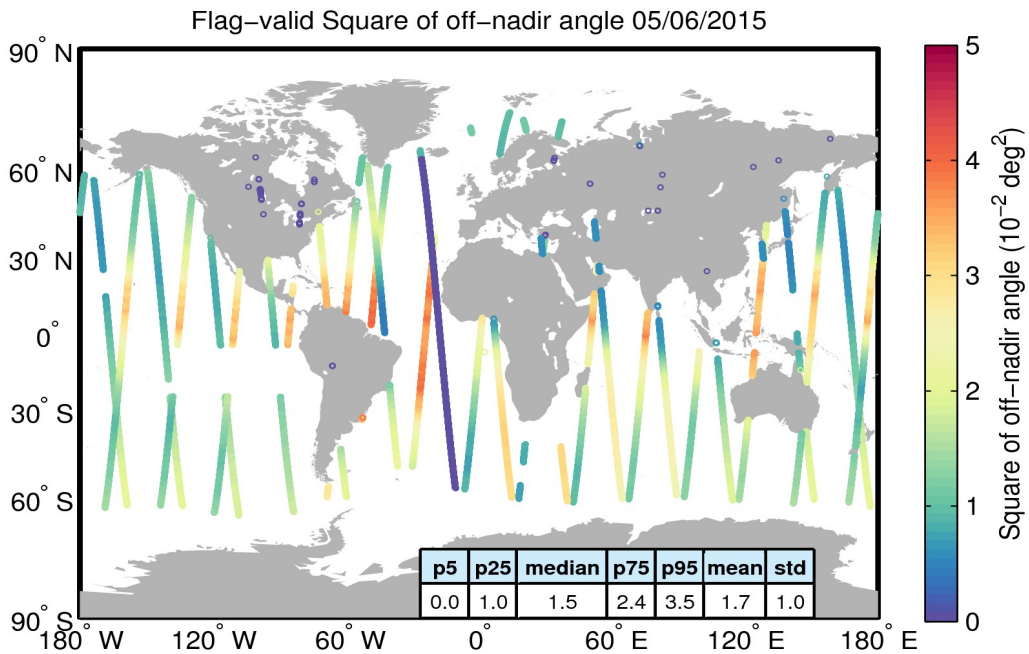 Flag−valid Square of off−nadir angle 05/06/2015
90° N
60° N
30° N
0°
30° S
60° S
90° S
180° W
120° W
60° W
0°
60° E
120° E
180° E
p5 p25 median p75 p95 mean std
0.0 1.0 1.5 2.4 3.5 1.7 1.0
5
4
3
2
1
0
Square of off−nadir angle (10⁻² deg²)